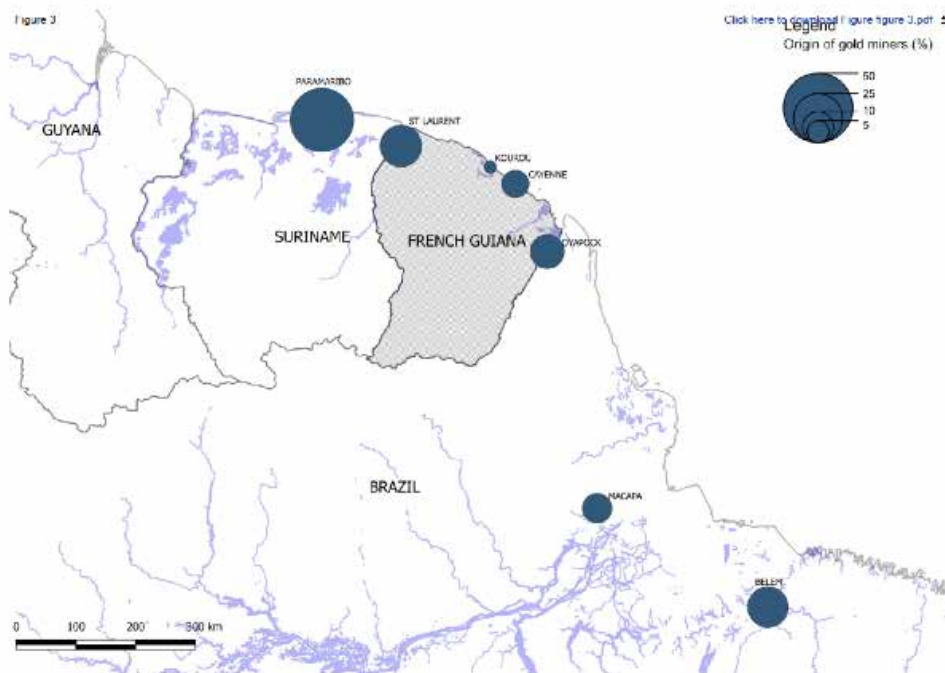 Figure 3
Click here to download Figure figure 3.pdf
Legend
Origin of gold miners (%)
50
25
10
5
PARAMARIBO
GUYANA
ST LAURENT
KOUROU
CAYENNE
SURINAME
FRENCH GUIANA
OYAPOCK
BRAZIL
MACAPA
BELEM
0 100 200 300 km